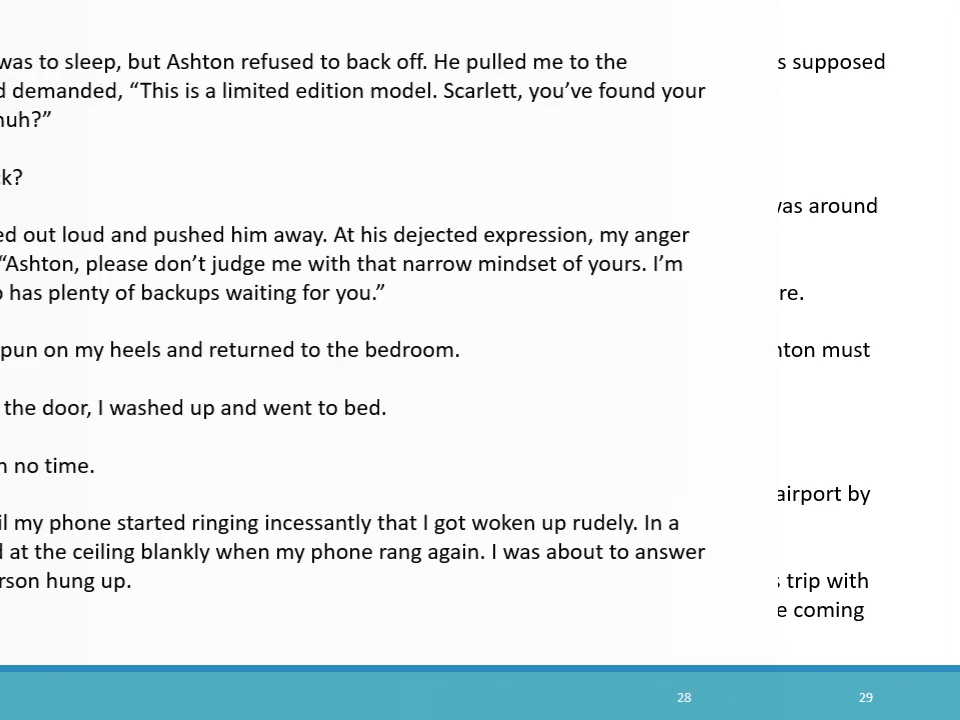 was to sleep, but Ashton refused to back off. He pulled me to the
demanded, “This is a limited edition model. Scarlett, you’ve found your
huh?”
k?
ed out loud and pushed him away. At his dejected expression, my anger
“Ashton, please don’t judge me with that narrow mindset of yours. I’m
has plenty of backups waiting for you.”
pun on my heels and returned to the bedroom.
the door, I washed up and went to bed.
n no time.
il my phone started ringing incessantly that I got woken up rudely. In a
at the ceiling blankly when my phone rang again. I was about to answer
rson hung up.
s supposed
was around
re.
hton must
airport by
s trip with
e coming
28
29